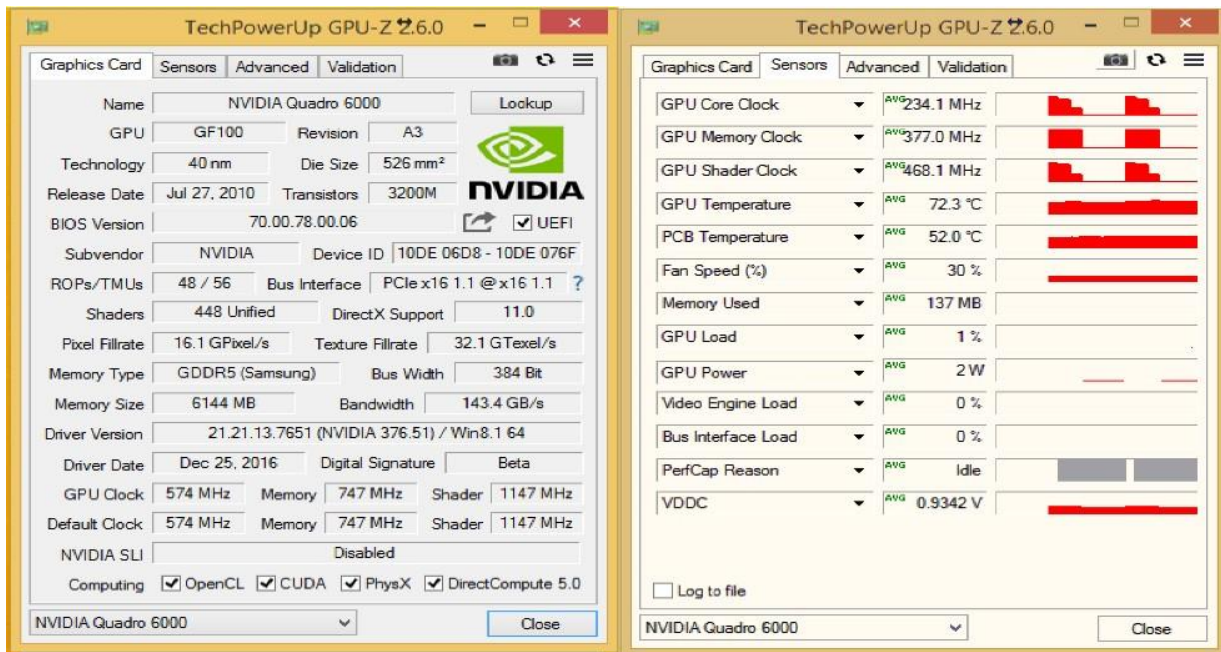 TechPowerUp GPU-Z 2.6.0
Graphics Card Sensors Advanced Validation
Name NVIDIA Quadro 6000 Lookup
GPU GF100 Revision A3
Technology 40 nm Die Size 526 mm²
Release Date Jul 27, 2010 Transistors 3200M
NVIDIA
BIOS Version 70.00.78.00.06 UEFI
Subvendor NVIDIA Device ID 10DE 06D8 - 10DE 076F
ROPs/TMUs 48 / 56 Bus Interface PCIe x16 1.1 @ x16 1.1 ?
Shaders 448 Unified DirectX Support 11.0
Pixel Fillrate 16.1 GPixel/s Texture Fillrate 32.1 GTexel/s
Memory Type GDDR5 (Samsung) Bus Width 384 Bit
Memory Size 6144 MB Bandwidth 143.4 GB/s
Driver Version 21.21.13.7651 (NVIDIA 376.51) / Win8.1 64
Driver Date Dec 25, 2016 Digital Signature Beta
GPU Clock 574 MHz Memory 747 MHz Shader 1147 MHz
Default Clock 574 MHz Memory 747 MHz Shader 1147 MHz
NVIDIA SLI Disabled
Computing OpenCL CUDA PhysX DirectCompute 5.0
NVIDIA Quadro 6000 Close
TechPowerUp GPU-Z 2.6.0
Graphics Card Sensors Advanced Validation
GPU Core Clock AVG 234.1 MHz
GPU Memory Clock AVG 377.0 MHz
GPU Shader Clock AVG 468.1 MHz
GPU Temperature AVG 72.3 °C
PCB Temperature AVG 52.0 °C
Fan Speed (%) AVG 30 %
Memory Used AVG 137 MB
GPU Load AVG 1 %
GPU Power AVG 2 W
Video Engine Load AVG 0 %
Bus Interface Load AVG 0 %
PerfCap Reason AVG Idle
VDDC AVG 0.9342 V
Log to file
NVIDIA Quadro 6000 Close